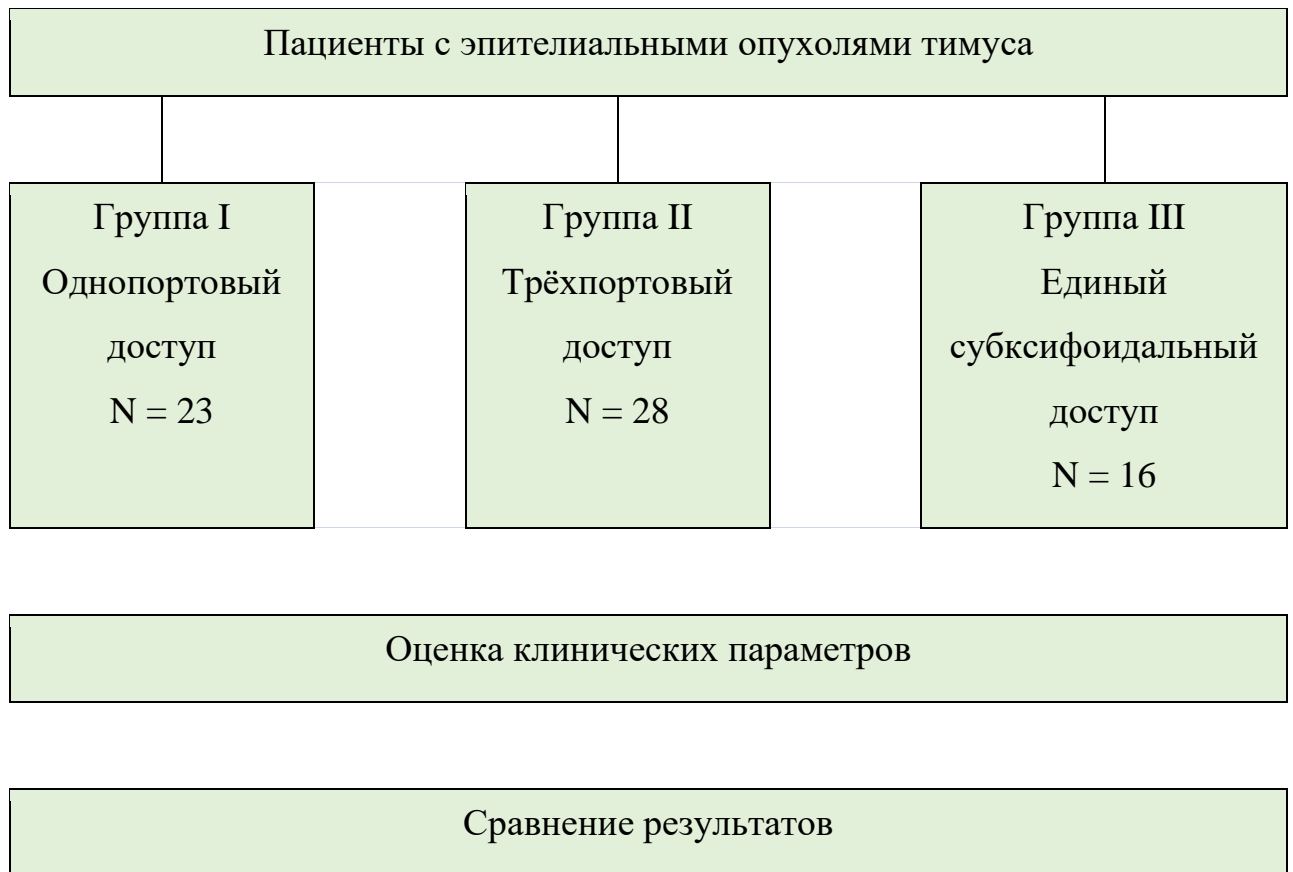 Пациенты с эпителиальными опухолями тимуса
Группа I
Однопортовый
доступ
N = 23
Группа II
Трёхпортовый
доступ
N = 28
Группа III
Единый
субксифоидальный
доступ
N = 16
Оценка клинических параметров
Сравнение результатов